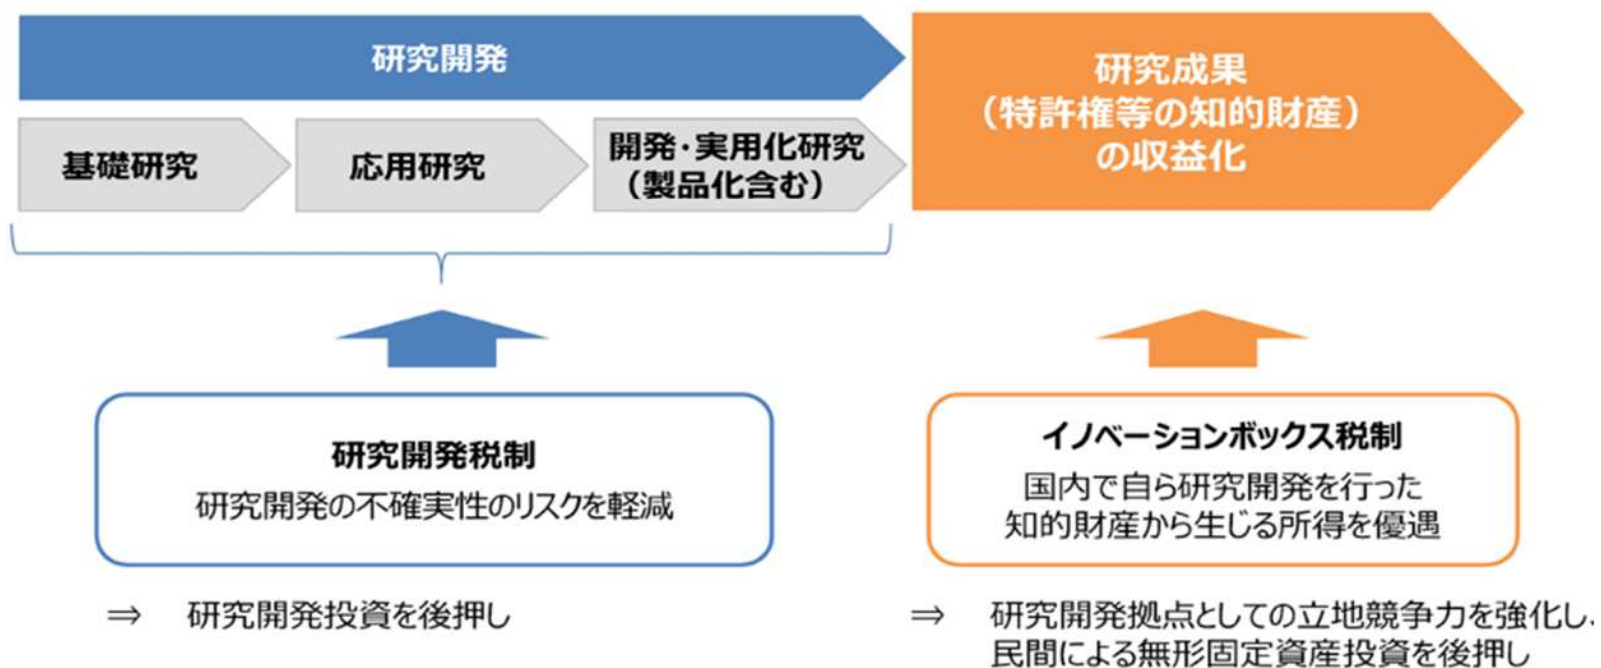 研究開発
基礎研究
応用研究
開発・実用化研究
（製品化含む）
研究成果
（特許権等の知的財産）
の収益化
研究開発税制
研究開発の不確実性のリスクを軽減
⇒ 研究開発投資を後押し
イノベーションボックス税制
国内で自ら研究開発を行った
知的財産から生じる所得を優遇
⇒ 研究開発拠点としての立地競争力を強化し、
民間による無形固定資産投資を後押し